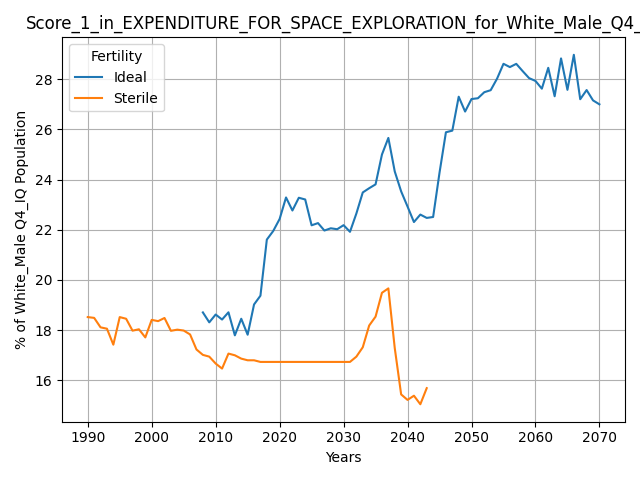 Score_1_in_EXPENDITURE_FOR_SPACE_EXPLORATION_for_White_Male_Q4_
Fertility
Ideal
Sterile
% of White_Male Q4_IQ Population
28
26
24
22
20
18
16
1990 2000 2010 2020 2030 2040 2050 2060 2070
Years